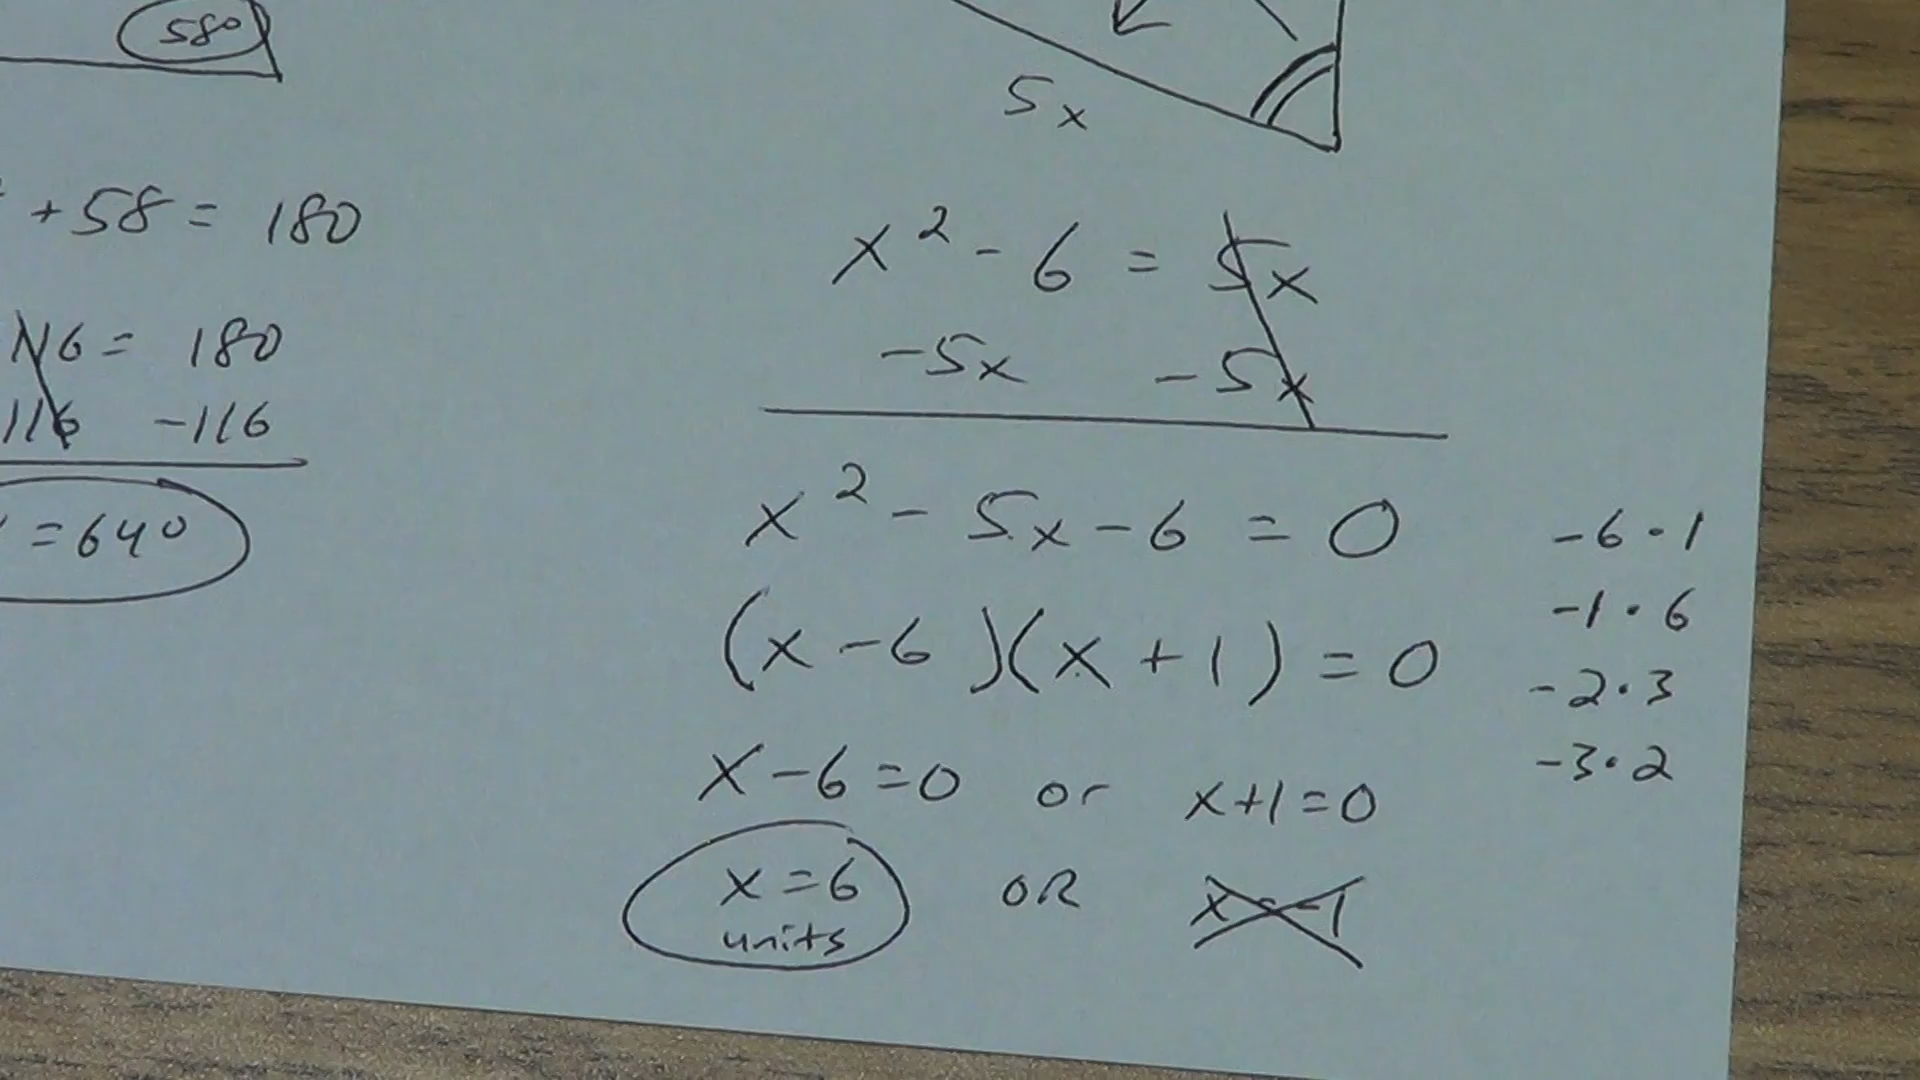 58°
+58= 180
116= 180
116 -116
=64°
5x
x² - 6 = 5x
-5x -5x
x² - 5x - 6 = 0
(x - 6)(x + 1) = 0
x - 6 = 0 or x+1=0
x=6 OR x=-1
units
-6·1
-1·6
-2·3
-3·2